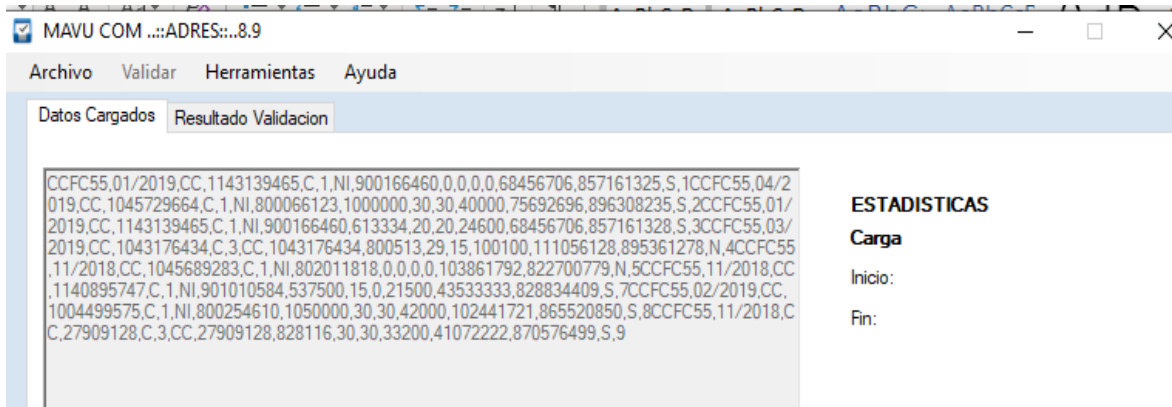 MAVU COM ..::ADRES::..8.9
Archivo Validar Herramientas Ayuda
Datos Cargados Resultado Validacion
CCFC55,01/2019,CC,1143139465,C,1,NI,900166460,0,0,0,0,68456706,857161325,S,1CCFC55,04/2
019,CC,1045729664,C,1,NI,800066123,1000000,30,30,40000,75692696,896308235,S,2CCFC55,01/
2019,CC,1143139465,C,1,NI,900166460,613334,20,20,24600,68456706,857161328,S,3CCFC55,03/
2019,CC,1043176434,C,3,CC,1043176434,800513,29,15,100100,111056128,895361278,N,4CCFC55
,11/2018,CC,1045689283,C,1,NI,802011818,0,0,0,0,103861792,822700779,N,5CCFC55,11/2018,CC
,1140895747,C,1,NI,901010584,537500,15,0,21500,43533333,828834409,S,7CCFC55,02/2019,CC,
1004499575,C,1,NI,800254610,1050000,30,30,42000,102441721,865520850,S,8CCFC55,11/2018,C
C,27909128,C,3,CC,27909128,828116,30,30,33200,41072222,870576499,S,9
ESTADISTICAS
Carga
Inicio:
Fin: